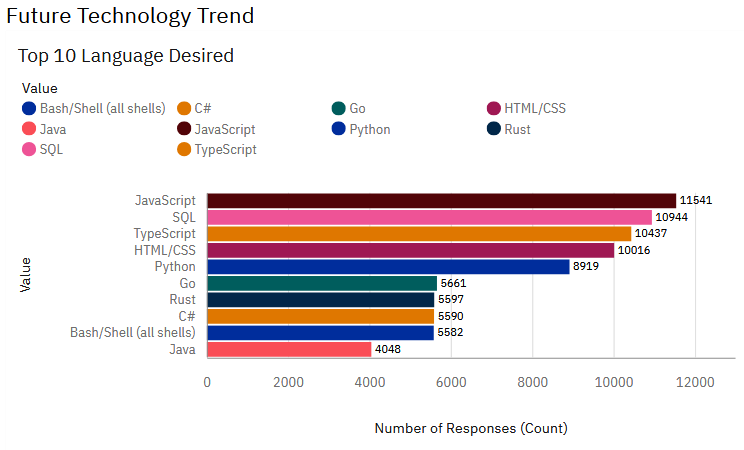 Future Technology Trend
Top 10 Language Desired
Value
Bash/Shell (all shells) C# Go HTML/CSS
Java JavaScript Python Rust
SQL TypeScript
Value
JavaScript 11541
SQL 10944
TypeScript 10437
HTML/CSS 10016
Python 8919
Go 5661
Rust 5597
C# 5590
Bash/Shell (all shells) 5582
Java 4048
0 2000 4000 6000 8000 10000 12000
Number of Responses (Count)